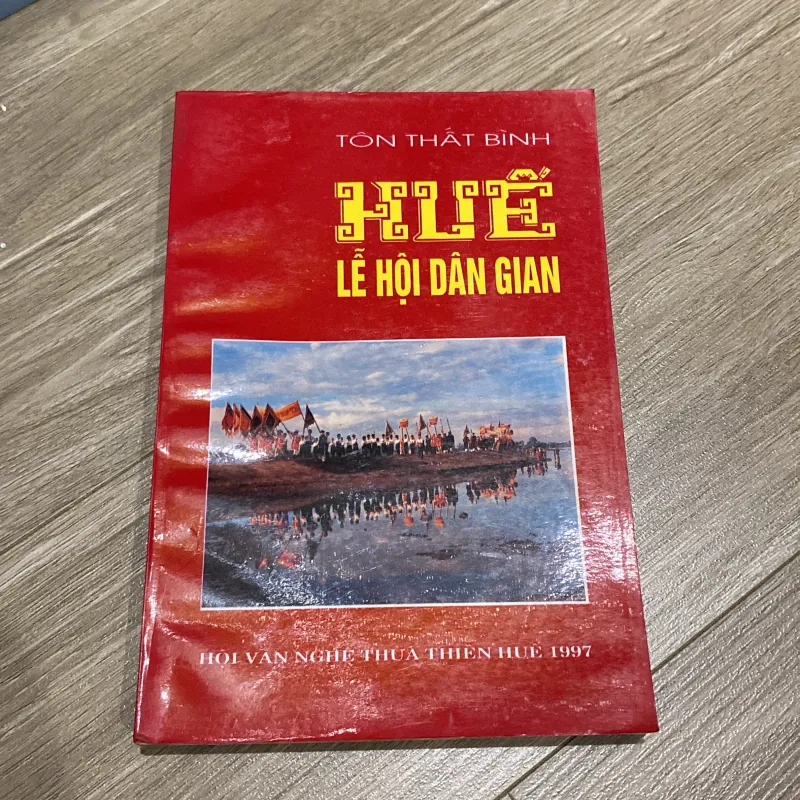 TÔN THẤT BÌNH
HUẾ
LỄ HỘI DÂN GIAN
HỘI VĂN NGHỆ THỪA THIÊN HUẾ 1997